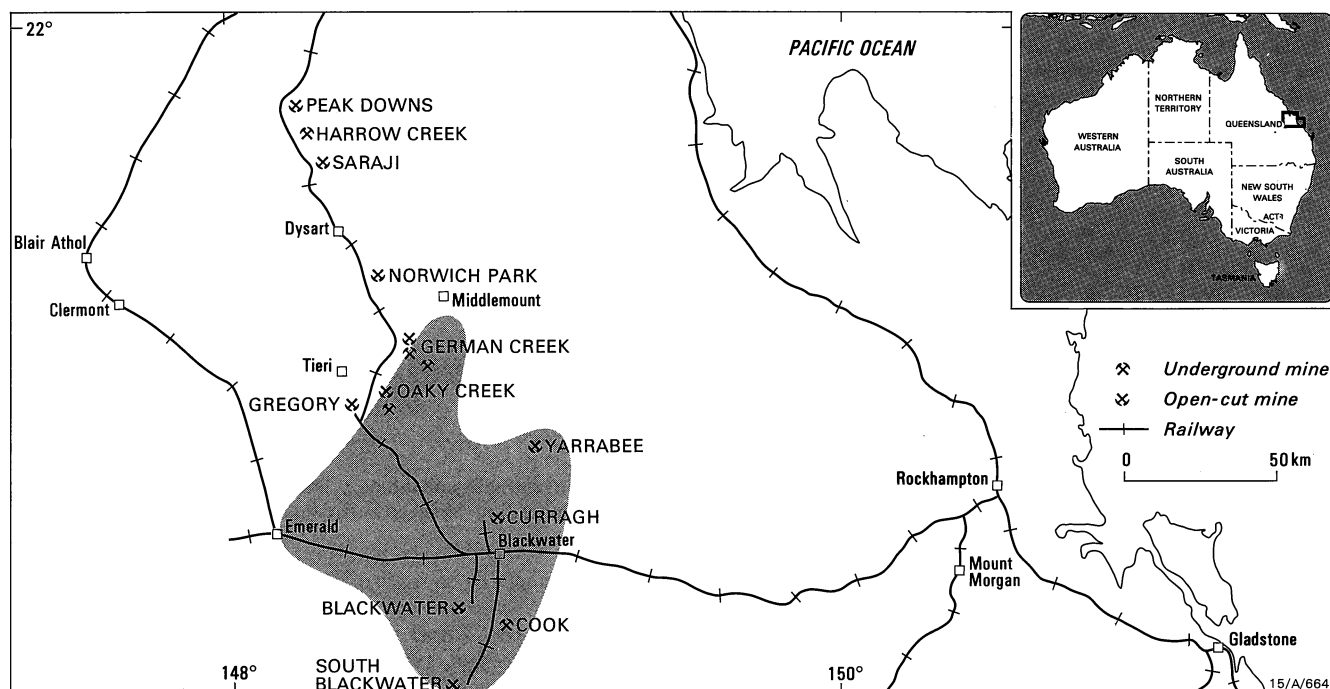 22°
PACIFIC OCEAN
PEAK DOWNS
HARROW CREEK
SARAJI
Dysart
Blair Athol
NORWICH PARK
Middlemount
Clermont
GERMAN CREEK
Tieri
OAKY CREEK
GREGORY
YARRABEE
Rockhampton
CURRAGH
Emerald
Blackwater
Mount
Morgan
BLACKWATER
COOK
Gladstone
SOUTH
BLACKWATER
148°
150°
NORTHERN
TERRITORY
QUEENSLAND
WESTERN
AUSTRALIA
SOUTH
AUSTRALIA
NEW SOUTH
WALES
ACT
VICTORIA
TASMANIA
Underground mine
Open-cut mine
Railway
0 50 km
15/A/664